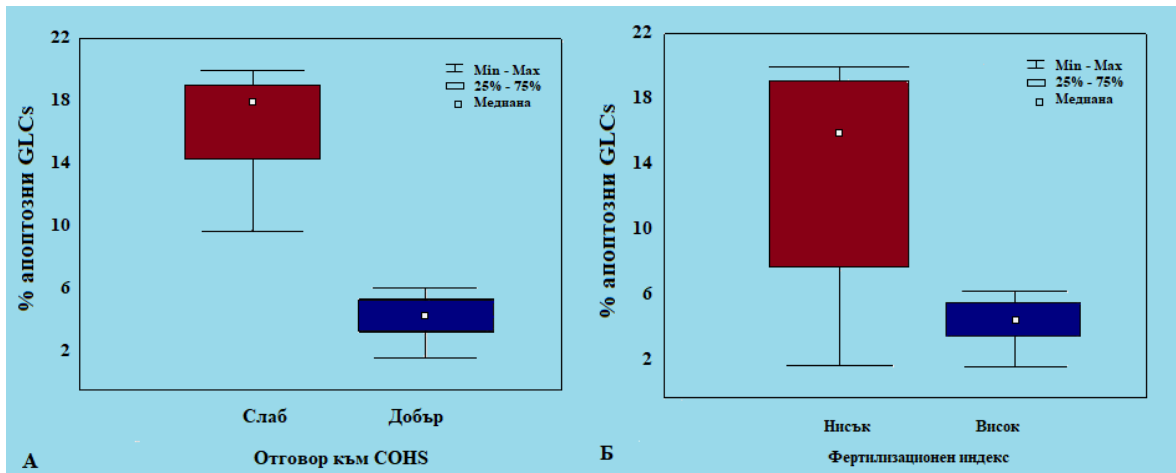 22
18
14
10
6
2
% апоптозни GLCs
Min - Max
25% - 75%
Медиана
Слаб
Добър
Отговор към COHS
А
22
18
14
10
6
2
% апоптозни GLCs
Min - Max
25% - 75%
Медиана
Нисък
Висок
Фертилизационен индекс
Б